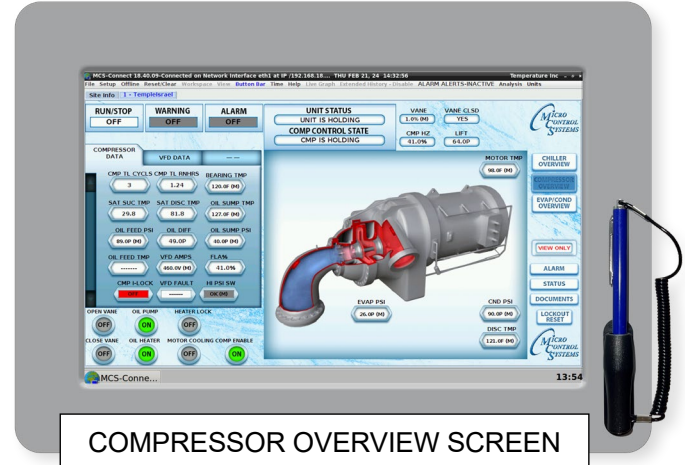 MCS-Connect 18.40.09-Connected on Network Interface eth1 at IP /192.168.18.... THU FEB 21, 24 14:32:56 Temperature Inc
File Setup Offline Reset/Clear Workspace View Button Bar Time Help Live Graph Extended History - Disable ALARM ALERTS-INACTIVE Analysis Units
Site Info 1 - TempleIsrael
RUN/STOP WARNING ALARM
OFF OFF OFF
UNIT STATUS
UNIT IS HOLDING
COMP CONTROL STATE
CMP IS HOLDING
VANE VANE CLSD
1.0% (M) YES
CMP HZ LIFT
41.0% 64.0P
MICRO
CONTROL
SYSTEMS
COMPRESSOR
DATA VFD DATA -- --
CMP TL CYCLS CMP TL RNHRS BEARING TMP
3 1.24 120.0F (M)
SAT SUC TMP SAT DISC TMP OIL SUMP TMP
29.8 81.8 127.0F (M)
OIL FEED PSI OIL DIFF OIL SUMP PSI
89.0P (M) 49.0P 40.0P (M)
OIL FEED TMP VFD AMPS FLA%
------- 460.0V (M) 41.0%
CMP I-LOCK VFD FAULT HI PSI SW
OFF ----- OK (M)
OPEN VANE OIL PUMP HEATER LOCK
OFF ON OFF
CLOSE VANE OIL HEATER MOTOR COOLING COMP ENABLE
OFF ON OFF ON
MOTOR TMP
98.0F (M)
EVAP PSI
26.0P (M)
CND PSI
90.0P (M)
DISC TMP
121.0F (M)
CHILLER
OVERVIEW
COMPRESSOR
OVERVIEW
EVAP/COND
OVERVIEW
VIEW ONLY
ALARM
STATUS
DOCUMENTS
LOCKOUT
RESET
MICRO
CONTROL
SYSTEMS
MCS-Conne...
13:54
COMPRESSOR OVERVIEW SCREEN